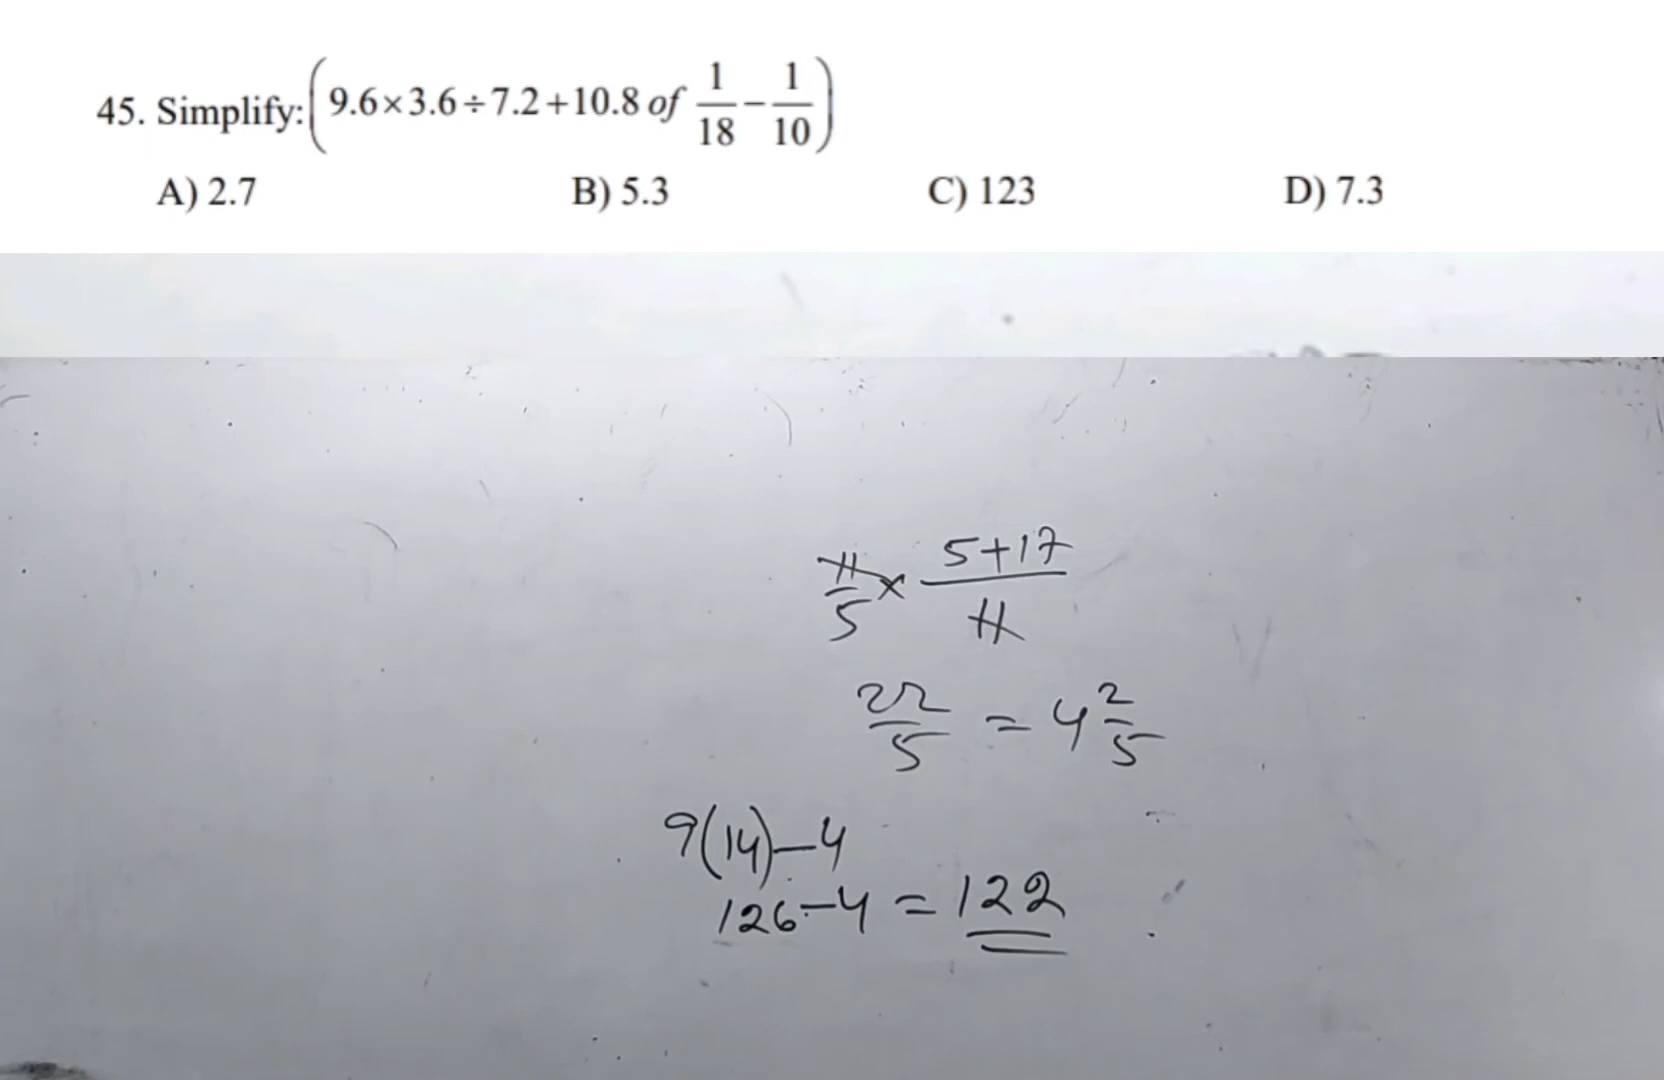 45. Simplify: (9.6×3.6÷7.2+10.8 of 1/18 − 1/10)
A) 2.7 B) 5.3 C) 123 D) 7.3
11/5 × 5+17/11
22/5 = 4 2/5
9(14)−4
126−4 = 122